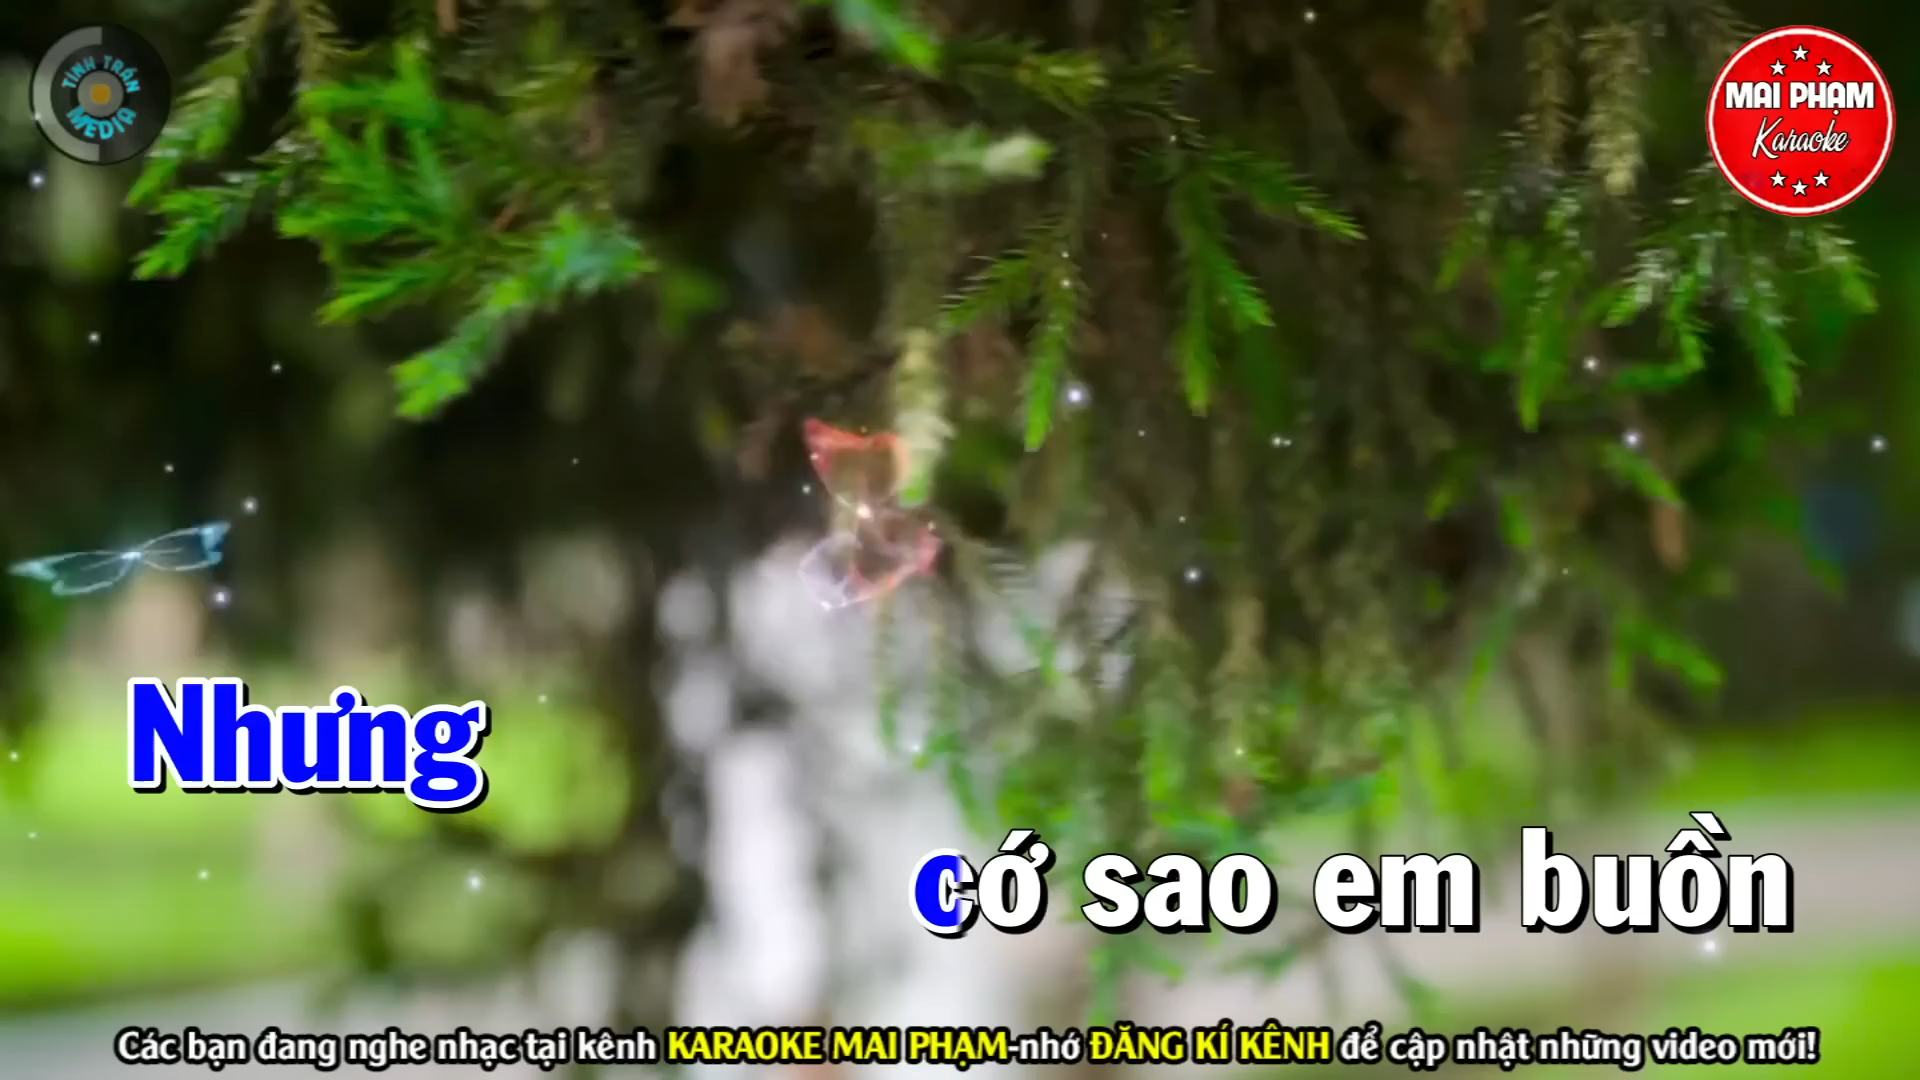 TÌNH TRẦN
MEDIA
MAI PHẠM
Karaoke
Nhưng
cớ sao em buồn
Các bạn đang nghe nhạc tại kênh KARAOKE MAI PHẠM-nhớ ĐĂNG KÍ KÊNH để cập nhật những video mới!